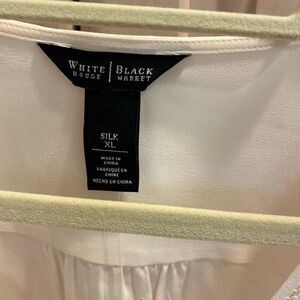 WHITE | BLACK
HOUSE | MARKET
SILK
XL
MADE IN
CHINA
FABRIQUÉ EN
CHINE
HECHO EN CHINA